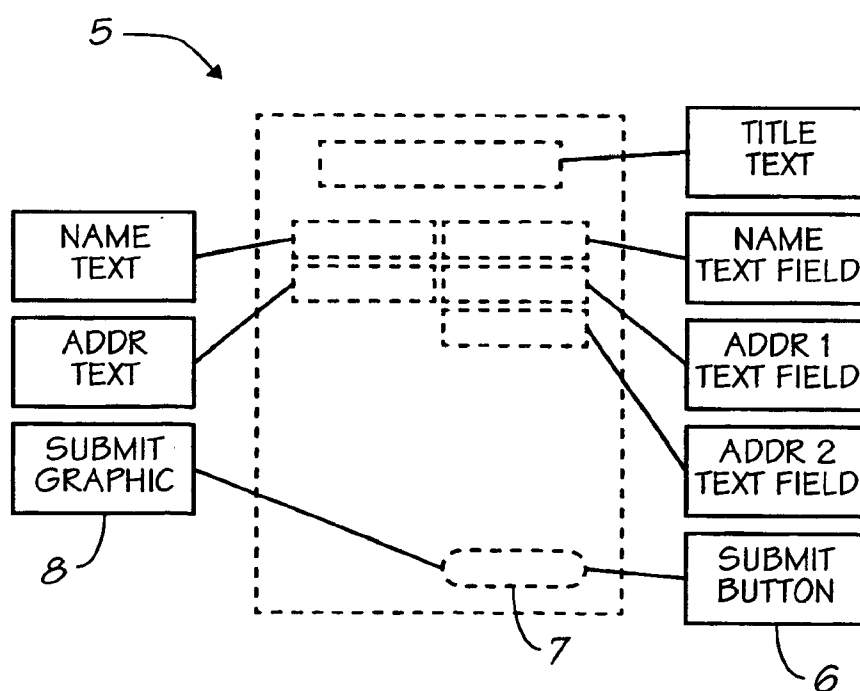 5
TITLE
TEXT
NAME
TEXT
NAME
TEXT FIELD
ADDR
TEXT
ADDR 1
TEXT FIELD
SUBMIT
GRAPHIC
ADDR 2
TEXT FIELD
8
SUBMIT
BUTTON
7
6